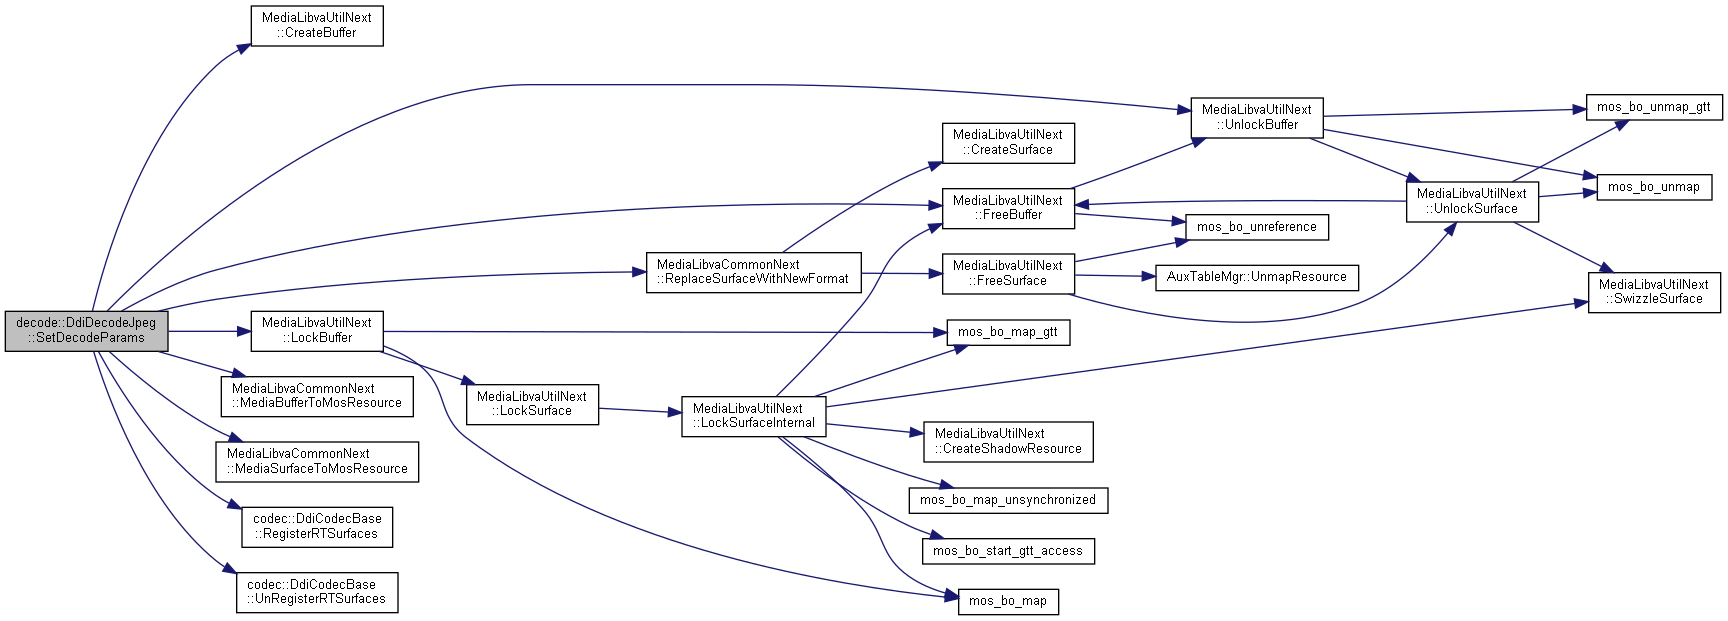 MediaLibvaUtilNext
::CreateBuffer
MediaLibvaUtilNext
::UnlockBuffer
mos_bo_unmap_gtt
MediaLibvaUtilNext
::CreateSurface
mos_bo_unmap
MediaLibvaUtilNext
::UnlockSurface
MediaLibvaUtilNext
::FreeBuffer
mos_bo_unreference
MediaLibvaCommonNext
::ReplaceSurfaceWithNewFormat
MediaLibvaUtilNext
::FreeSurface
AuxTableMgr::UnmapResource
MediaLibvaUtilNext
::SwizzleSurface
decode::DdiDecodeJpeg
::SetDecodeParams
MediaLibvaUtilNext
::LockBuffer
mos_bo_map_gtt
MediaLibvaCommonNext
::MediaBufferToMosResource
MediaLibvaUtilNext
::LockSurface
MediaLibvaUtilNext
::LockSurfaceInternal
MediaLibvaUtilNext
::CreateShadowResource
MediaLibvaCommonNext
::MediaSurfaceToMosResource
mos_bo_map_unsynchronized
codec::DdiCodecBase
::RegisterRTSurfaces
mos_bo_start_gtt_access
codec::DdiCodecBase
::UnRegisterRTSurfaces
mos_bo_map